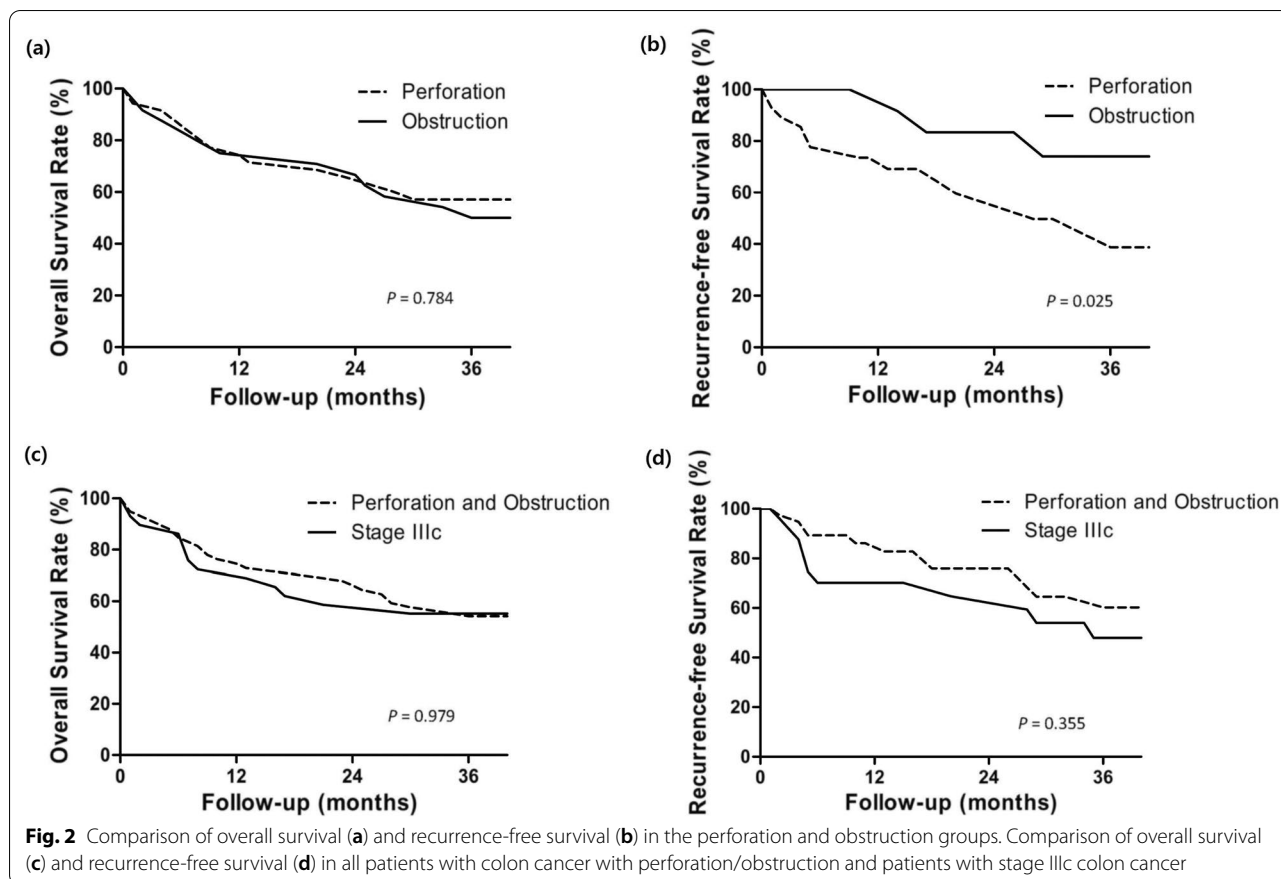 (a)
Overall Survival Rate (%)
100
80
60
40
20
0
Perforation
Obstruction
P = 0.784
0 12 24 36
Follow-up (months)
(b)
Recurrence-free Survival Rate (%)
100
80
60
40
20
0
Perforation
Obstruction
P = 0.025
0 12 24 36
Follow-up (months)
(c)
Overall Survival Rate (%)
100
80
60
40
20
0
Perforation and Obstruction
Stage IIIc
P = 0.979
0 12 24 36
Follow-up (months)
(d)
Recurrence-free Survival Rate (%)
100
80
60
40
20
0
Perforation and Obstruction
Stage IIIc
P = 0.355
0 12 24 36
Follow-up (months)
Fig. 2 Comparison of overall survival (a) and recurrence-free survival (b) in the perforation and obstruction groups. Comparison of overall survival
(c) and recurrence-free survival (d) in all patients with colon cancer with perforation/obstruction and patients with stage IIIc colon cancer